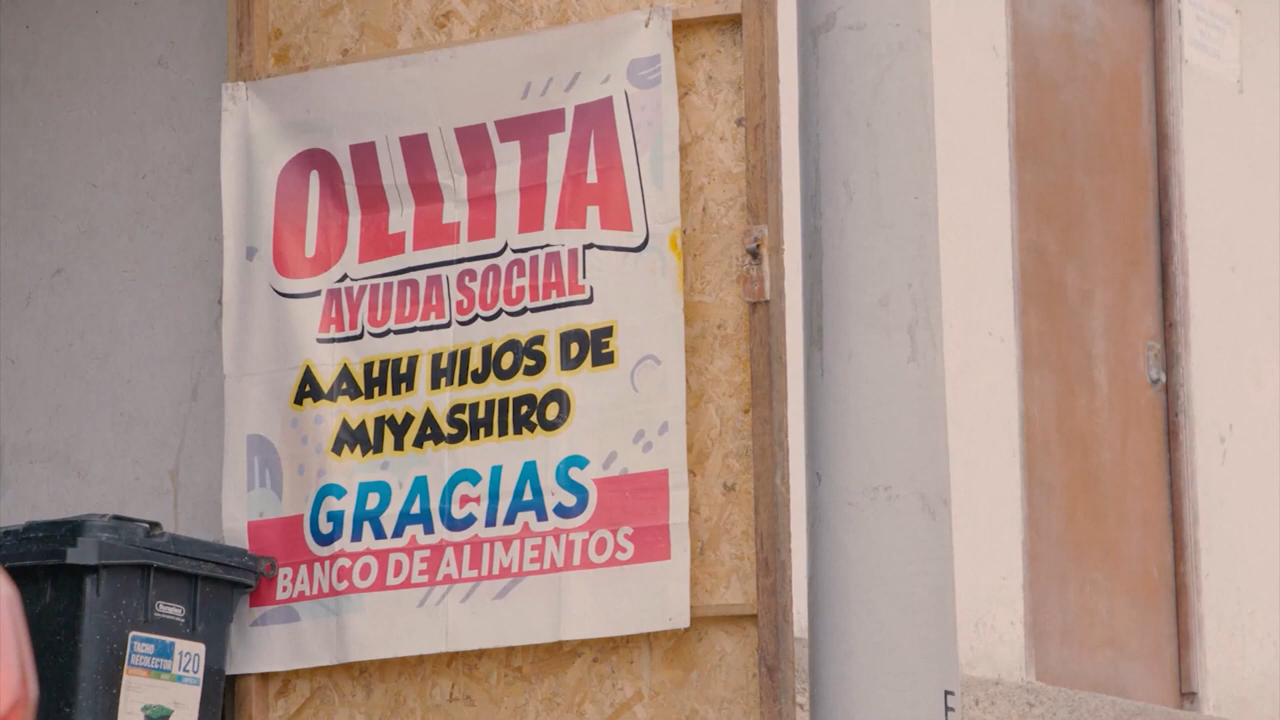 OLLITA
AYUDA SOCIAL
AAHH HIJOS DE
MIYASHIRO
GRACIAS
BANCO DE ALIMENTOS
TACHO
RECOLECTOR
120